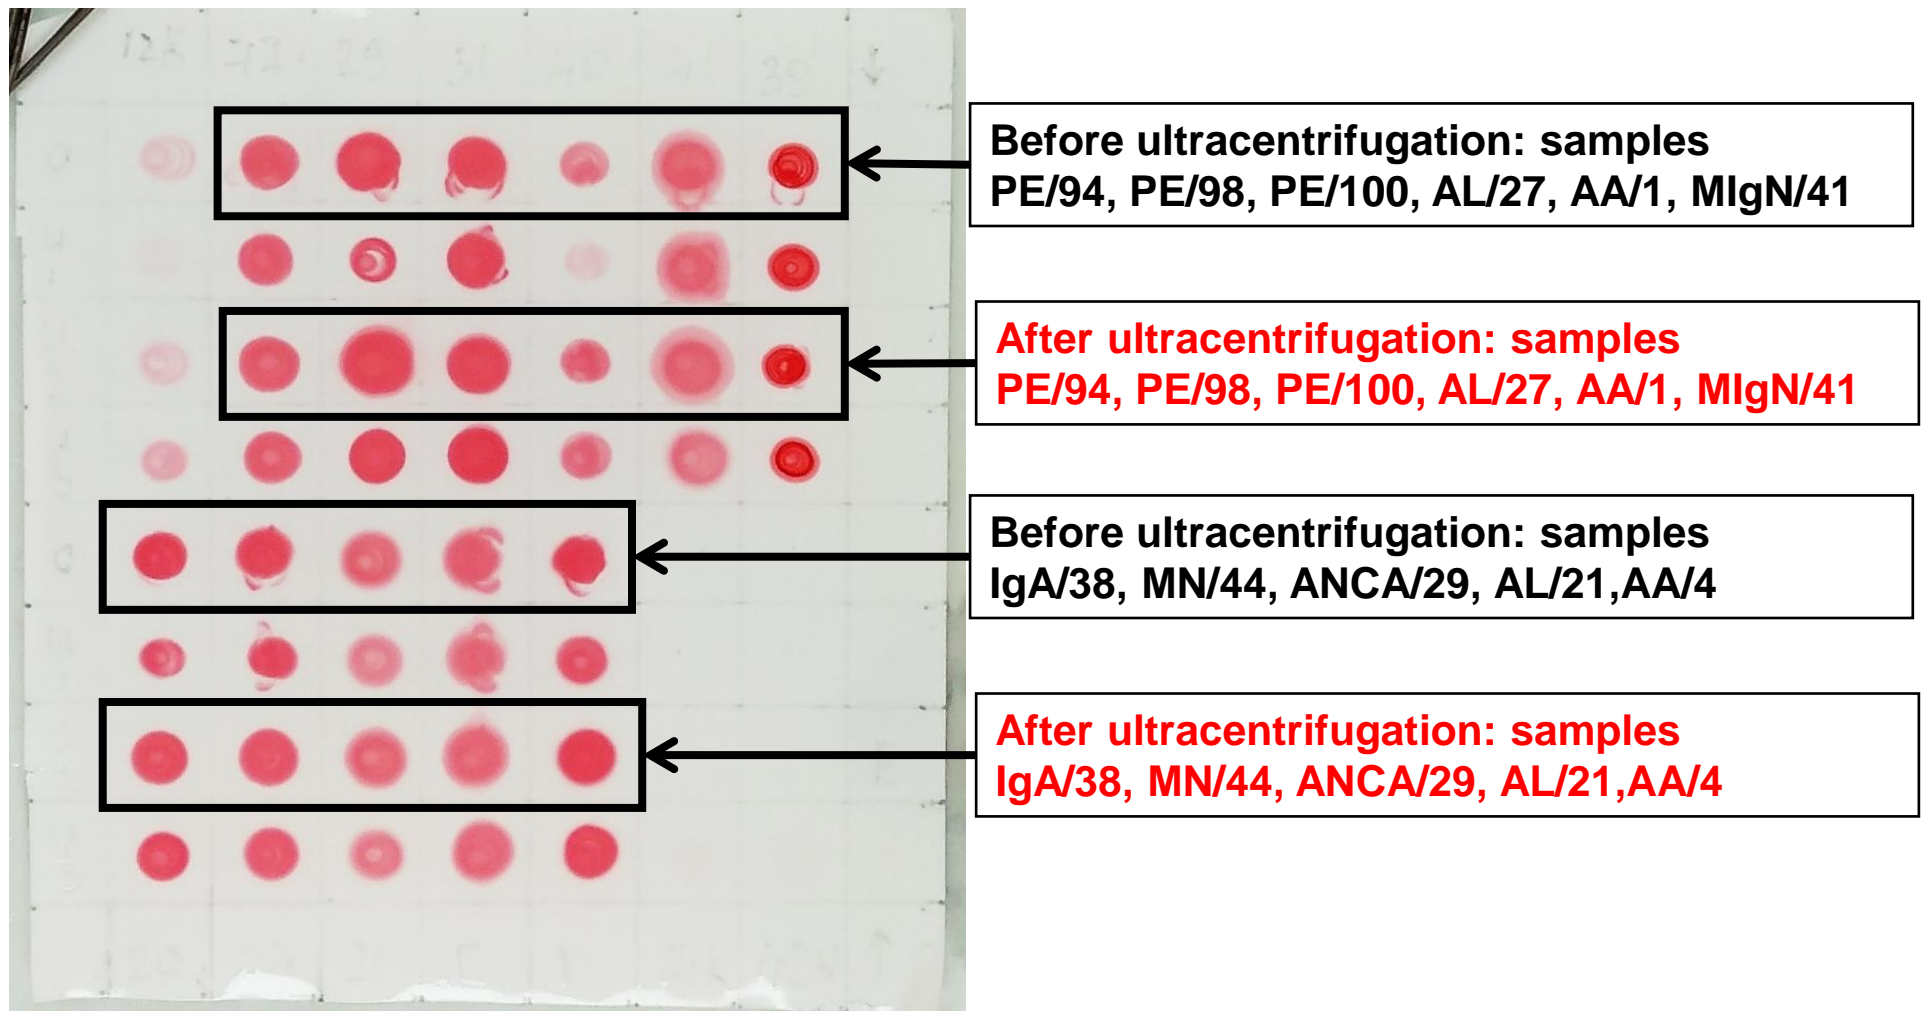 Before ultracentrifugation: samples
PE/94, PE/98, PE/100, AL/27, AA/1, MIgN/41
After ultracentrifugation: samples
PE/94, PE/98, PE/100, AL/27, AA/1, MIgN/41
Before ultracentrifugation: samples
IgA/38, MN/44, ANCA/29, AL/21,AA/4
After ultracentrifugation: samples
IgA/38, MN/44, ANCA/29, AL/21,AA/4